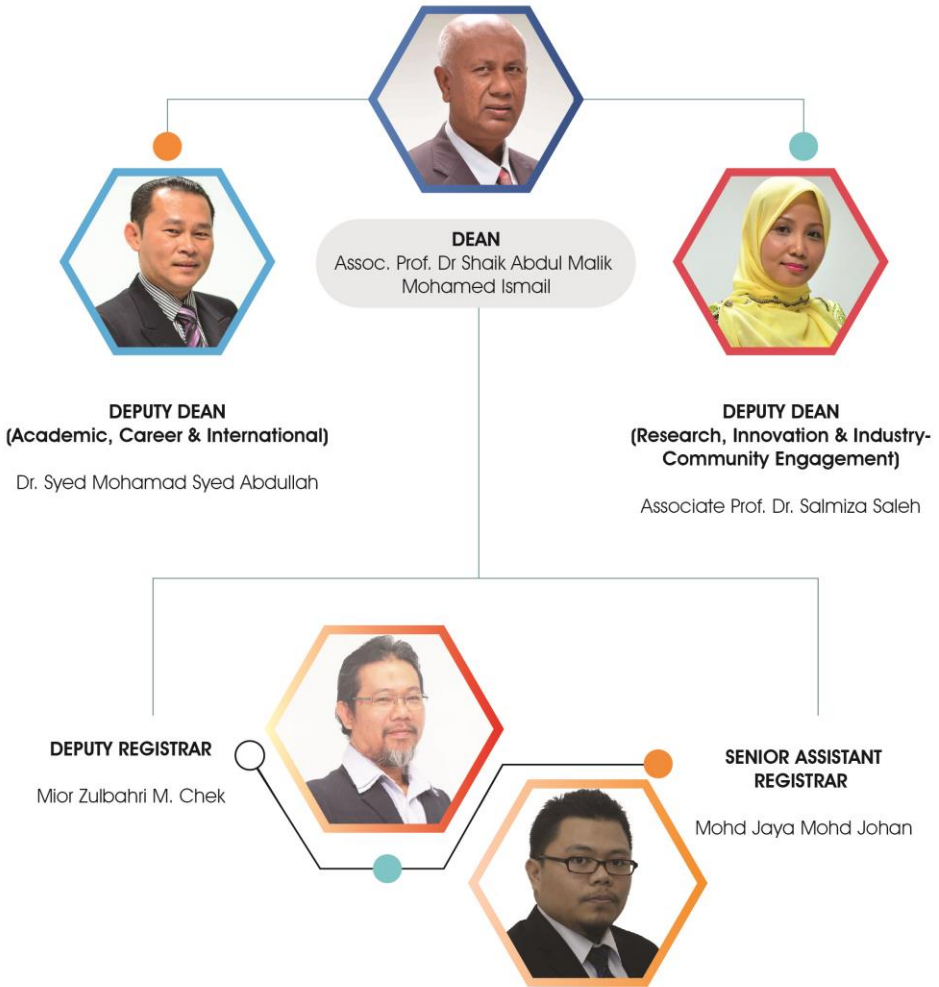 DEAN
Assoc. Prof. Dr Shaik Abdul Malik
Mohamed Ismail
DEPUTY DEAN
(Academic, Career & International)
Dr. Syed Mohamad Syed Abdullah
DEPUTY DEAN
(Research, Innovation & Industry-
Community Engagement)
Associate Prof. Dr. Salmiza Saleh
DEPUTY REGISTRAR
Mior Zulbahri M. Chek
SENIOR ASSISTANT
REGISTRAR
Mohd Jaya Mohd Johan